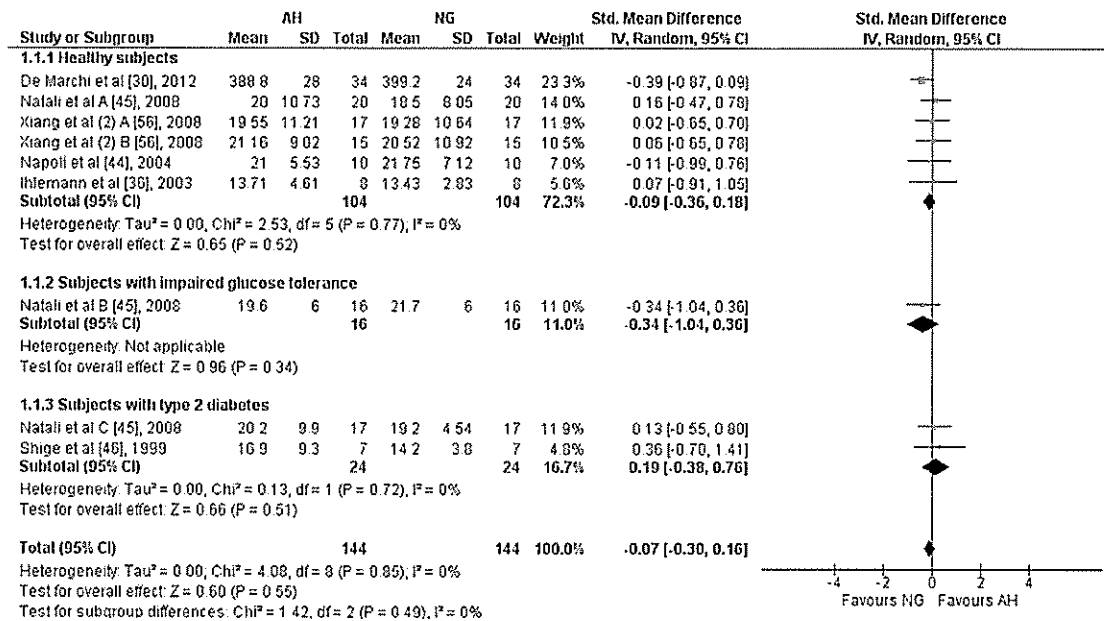 AH NG Std. Mean Difference Std. Mean Difference
Study or Subgroup Mean SD Total Mean SD Total Weight IV, Random, 95% CI IV, Random, 95% CI
1.1.1 Healthy subjects
De Marchi et al [30], 2012 388.8 28 34 399.2 24 34 23.3% -0.39 [-0.87, 0.09]
Natali et al A [45], 2008 20 10.73 20 18.5 8.05 20 14.0% 0.16 [-0.47, 0.78]
Xiang et al (2) A [56], 2008 19.55 11.21 17 19.28 10.64 17 11.9% 0.02 [-0.65, 0.70]
Xiang et al (2) B [56], 2008 21.16 9.02 15 20.52 10.92 15 10.5% 0.06 [-0.65, 0.78]
Napoli et al [44], 2004 21 5.53 10 21.75 7.12 10 7.0% -0.11 [-0.99, 0.76]
Ihlemann et al [36], 2003 13.71 4.61 8 13.43 2.83 8 5.6% 0.07 [-0.91, 1.05]
Subtotal (95% CI) 104 104 72.3% -0.09 [-0.36, 0.18]
Heterogeneity: Tau² = 0.00, Chi² = 2.53, df = 5 (P = 0.77); I² = 0%
Test for overall effect: Z = 0.65 (P = 0.52)
1.1.2 Subjects with impaired glucose tolerance
Natali et al B [45], 2008 19.6 6 16 21.7 6 16 11.0% -0.34 [-1.04, 0.36]
Subtotal (95% CI) 16 16 11.0% -0.34 [-1.04, 0.36]
Heterogeneity: Not applicable
Test for overall effect: Z = 0.96 (P = 0.34)
1.1.3 Subjects with type 2 diabetes
Natali et al C [45], 2008 20.2 9.9 17 19.2 4.54 17 11.9% 0.13 [-0.55, 0.80]
Shige et al [46], 1999 16.9 9.3 7 14.2 3.8 7 4.8% 0.36 [-0.70, 1.41]
Subtotal (95% CI) 24 24 16.7% 0.19 [-0.38, 0.76]
Heterogeneity: Tau² = 0.00, Chi² = 0.13, df = 1 (P = 0.72), I² = 0%
Test for overall effect: Z = 0.66 (P = 0.51)
Total (95% CI) 144 144 100.0% -0.07 [-0.30, 0.16]
Heterogeneity: Tau² = 0.00; Chi² = 4.08, df = 8 (P = 0.85); I² = 0%
Test for overall effect: Z = 0.60 (P = 0.55)
Test for subgroup differences: Chi² = 1.42, df = 2 (P = 0.49), I² = 0%
-4 -2 0 2 4
Favours NG Favours AH